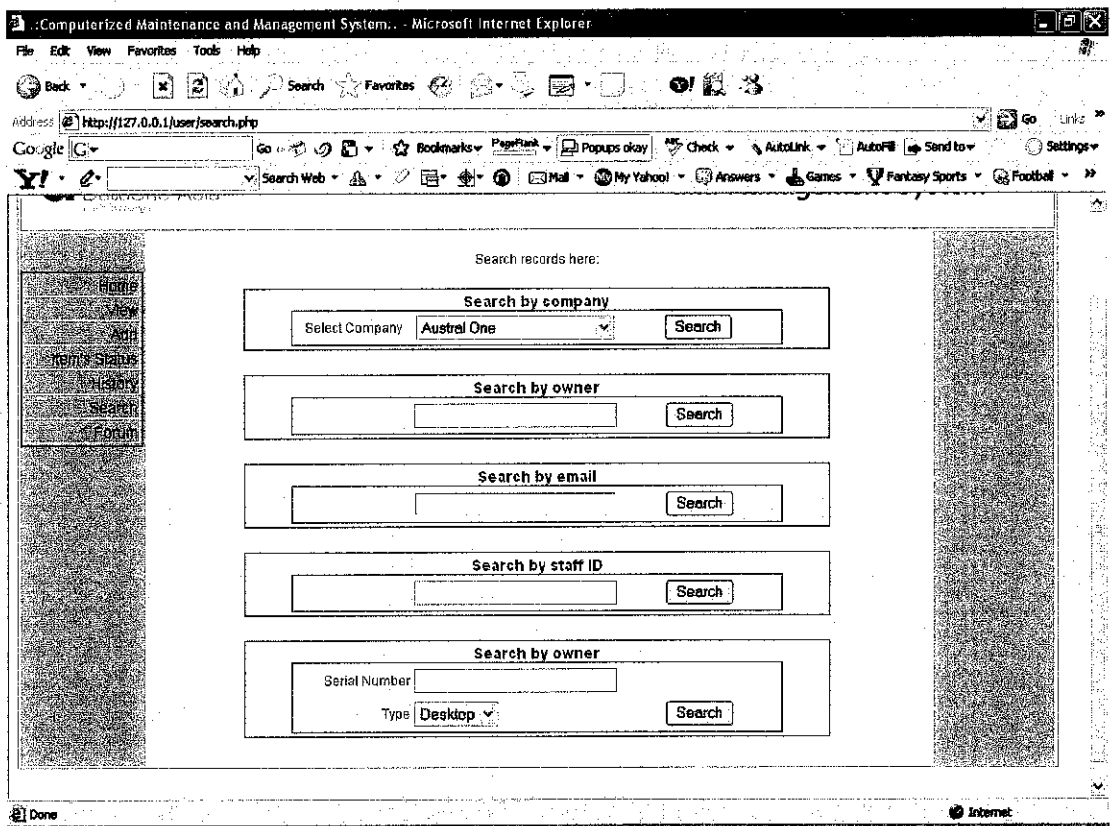 .:Computerized Maintenance and Management System:. - Microsoft Internet Explorer
File Edit View Favorites Tools Help
Back Search Favorites
Address http://127.0.0.1/user/search.php Go Links »
Google G Go Bookmarks PageRank Popups okay Check AutoLink AutoFill Send to Settings
Y! Search Web Mail My Yahoo! Answers Games Fantasy Sports Football »
Search records here:
Home
View
Add
Item's Status
History
Search
Forum
Search by company
Select Company Austral One Search
Search by owner
Search
Search by email
Search
Search by staff ID
Search
Search by owner
Serial Number
Type Desktop Search
Done Internet